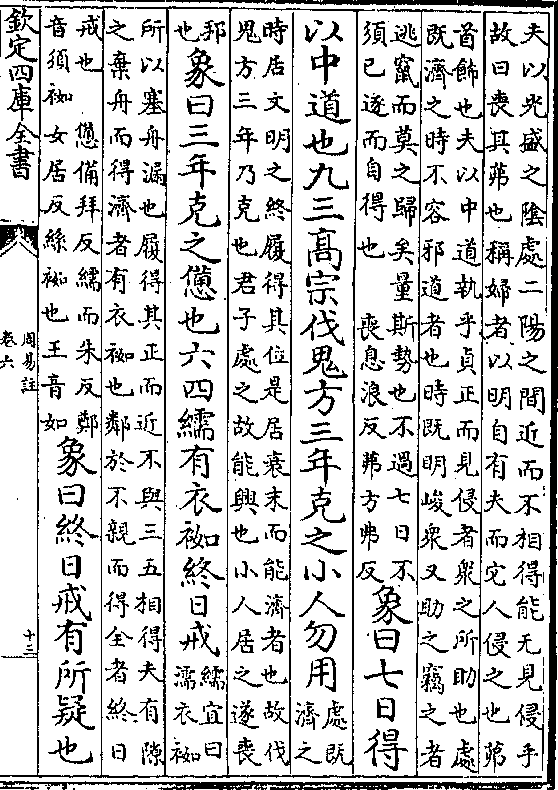 夫以光盛之陰處二陽之間近而不相得能无見侵乎
故曰喪其茀也稱婦者以明自有夫而它人侵之也茀
首飾也夫以中道執乎貞正而見侵者衆之所助也處
既濟之時不容邪道者也時既明峻衆又助之竊之者
逃竄而莫之歸矣量斯勢也不過七日不
須已逐而自得也　喪息浪反茀方弗反
象曰七日得
以中道也九三高宗伐鬼方三年克之小人勿用
處既
濟之
時居文明之終履得其位是居衰末而能濟者也故伐
鬼方三年乃克也君子處之故能興也小人居之遂喪
邦
也
象曰三年克之憊也六四繻有衣袽終日戒
繻宜曰
濡衣袽
所以塞舟漏也履得其正而近不與三五相得夫有隙
之棄舟而得濟者有衣袽也鄰於不親而得全者終日
戒也　憊備拜反繻而朱反鄭
音須袽女居反絲袽也王音如
象曰終日戒有所疑也
欽定四庫全書
周易註
卷六
十三